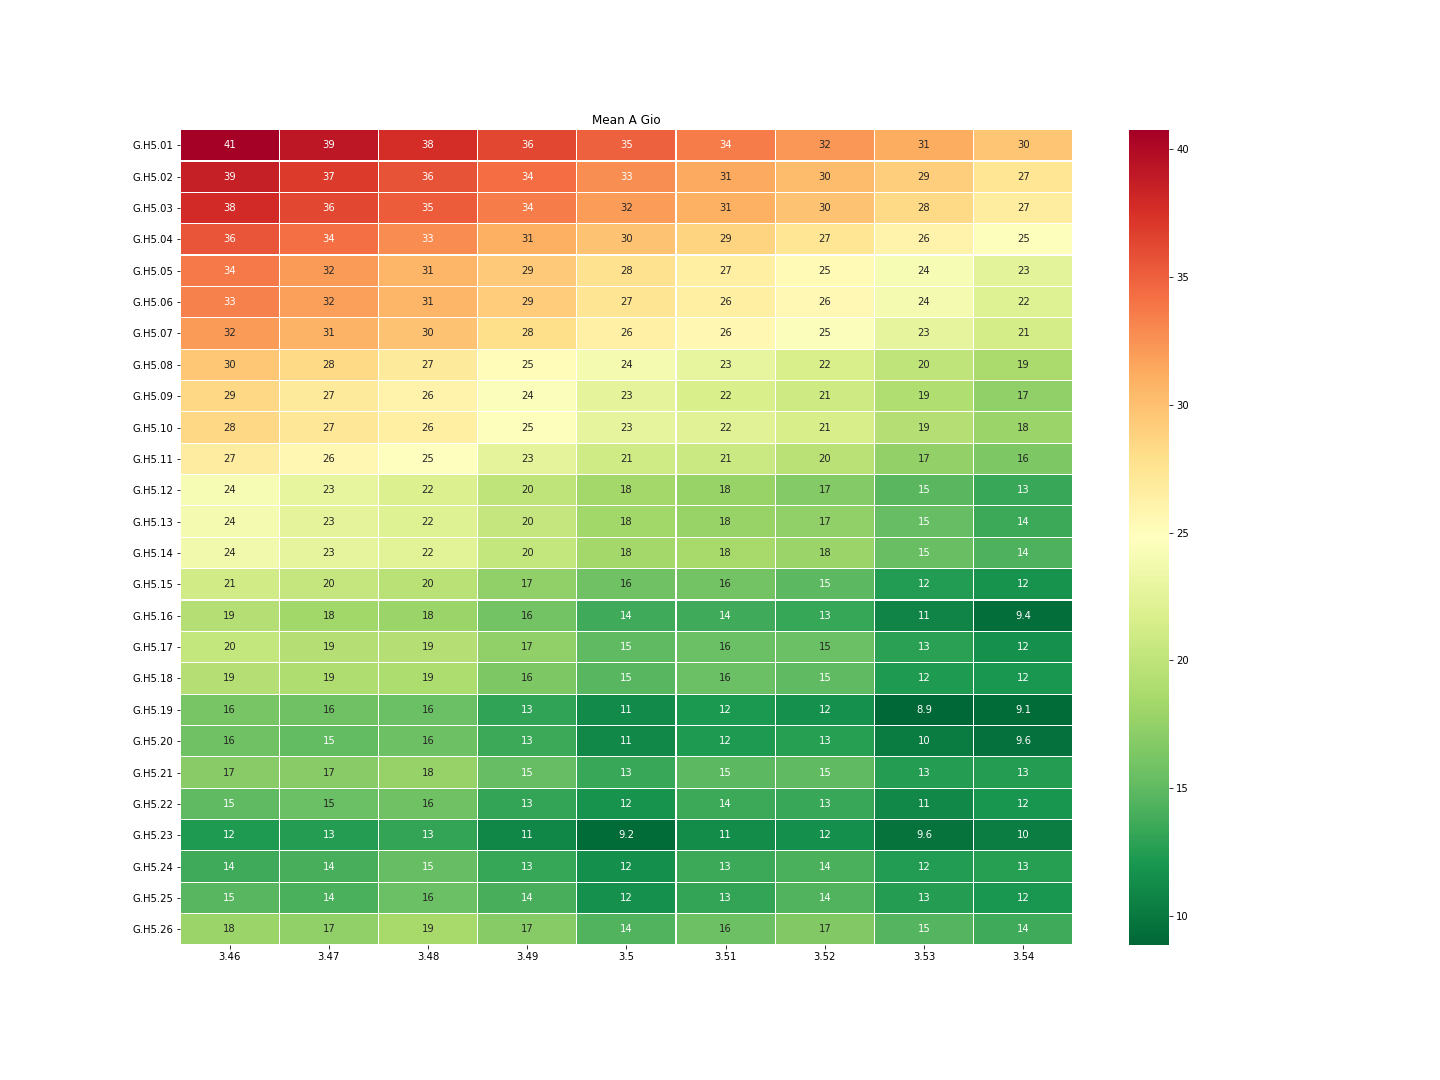 Mean A Gio
G.H5.01 41 39 38 36 35 34 32 31 30
G.H5.02 39 37 36 34 33 31 30 29 27
G.H5.03 38 36 35 34 32 31 30 28 27
G.H5.04 36 34 33 31 30 29 27 26 25
G.H5.05 34 32 31 29 28 27 25 24 23
G.H5.06 33 32 31 29 27 26 26 24 22
G.H5.07 32 31 30 28 26 26 25 23 21
G.H5.08 30 28 27 25 24 23 22 20 19
G.H5.09 29 27 26 24 23 22 21 19 17
G.H5.10 28 27 26 25 23 22 21 19 18
G.H5.11 27 26 25 23 21 21 20 17 16
G.H5.12 24 23 22 20 18 18 17 15 13
G.H5.13 24 23 22 20 18 18 17 15 14
G.H5.14 24 23 22 20 18 18 18 15 14
G.H5.15 21 20 20 17 16 16 15 12 12
G.H5.16 19 18 18 16 14 14 13 11 9.4
G.H5.17 20 19 19 17 15 16 15 13 12
G.H5.18 19 19 19 16 15 16 15 12 12
G.H5.19 16 16 16 13 11 12 12 8.9 9.1
G.H5.20 16 15 16 13 11 12 13 10 9.6
G.H5.21 17 17 18 15 13 15 15 13 13
G.H5.22 15 15 16 13 12 14 13 11 12
G.H5.23 12 13 13 11 9.2 11 12 9.6 10
G.H5.24 14 14 15 13 12 13 14 12 13
G.H5.25 15 14 16 14 12 13 14 13 12
G.H5.26 18 17 19 17 14 16 17 15 14
3.46 3.47 3.48 3.49 3.5 3.51 3.52 3.53 3.54
40
35
30
25
20
15
10